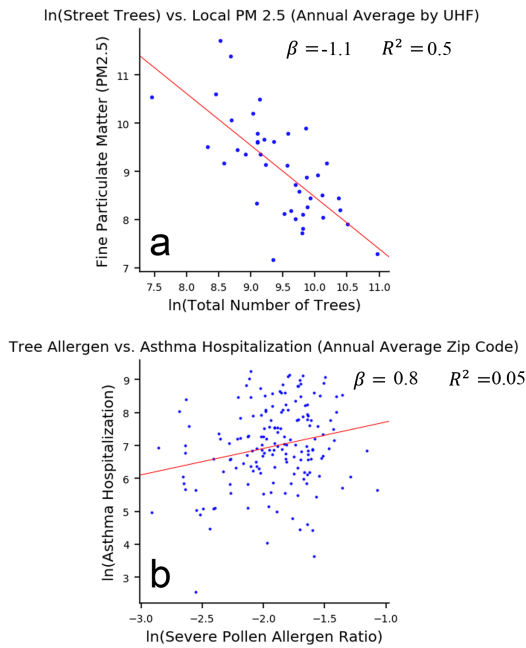 ln(Street Trees) vs. Local PM 2.5 (Annual Average by UHF)
β =-1.1 R² = 0.5
Fine Particulate Matter (PM2.5)
11
10
9
8
7
a
7.5 8.0 8.5 9.0 9.5 10.0 10.5 11.0
ln(Total Number of Trees)
Tree Allergen vs. Asthma Hospitalization (Annual Average Zip Code)
β = 0.8 R² =0.05
ln(Asthma Hospitalization)
9
8
7
6
5
4
3
b
−3.0 −2.5 −2.0 −1.5 −1.0
ln(Severe Pollen Allergen Ratio)